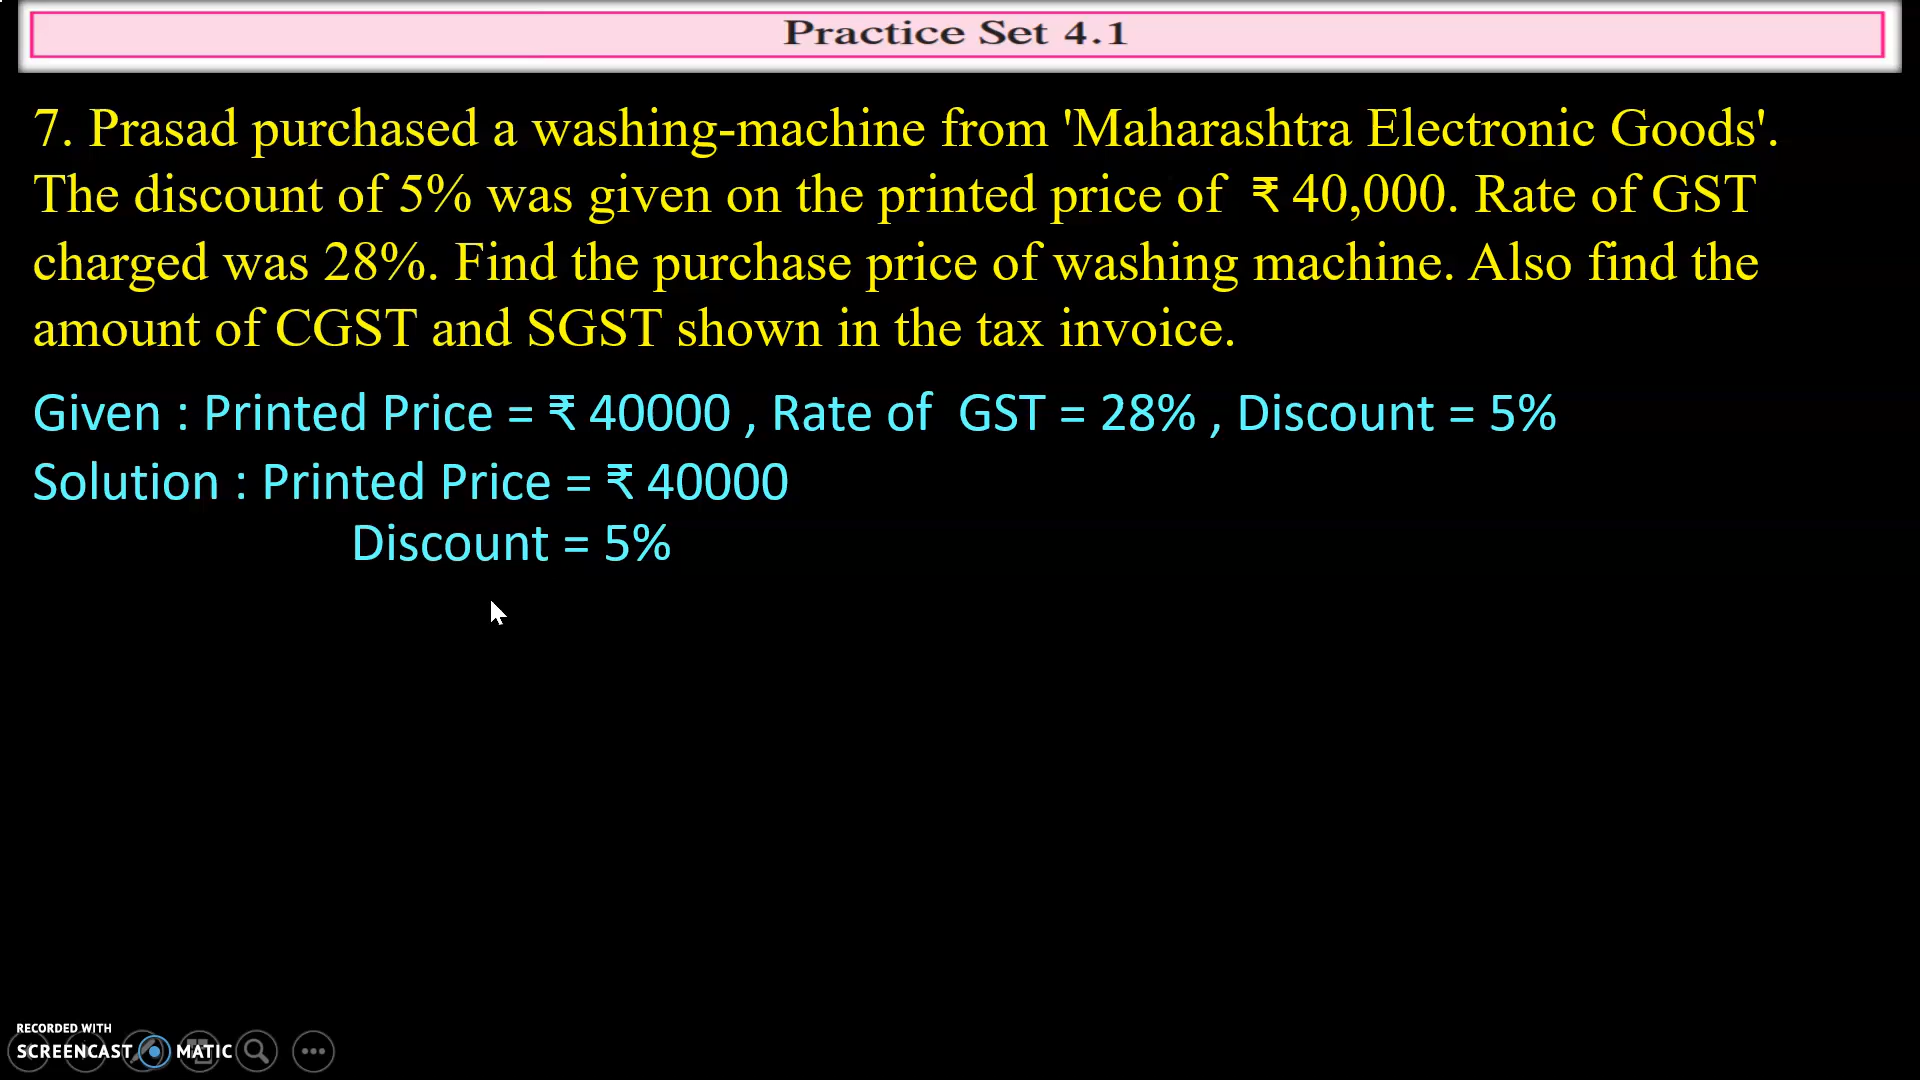 Practice Set 4.1
7. Prasad purchased a washing-machine from 'Maharashtra Electronic Goods'.
The discount of 5% was given on the printed price of ₹ 40,000. Rate of GST
charged was 28%. Find the purchase price of washing machine. Also find the
amount of CGST and SGST shown in the tax invoice.
Given : Printed Price = ₹ 40000 , Rate of GST = 28% , Discount = 5%
Solution : Printed Price = ₹ 40000
Discount = 5%
RECORDED WITH
SCREENCAST MATIC